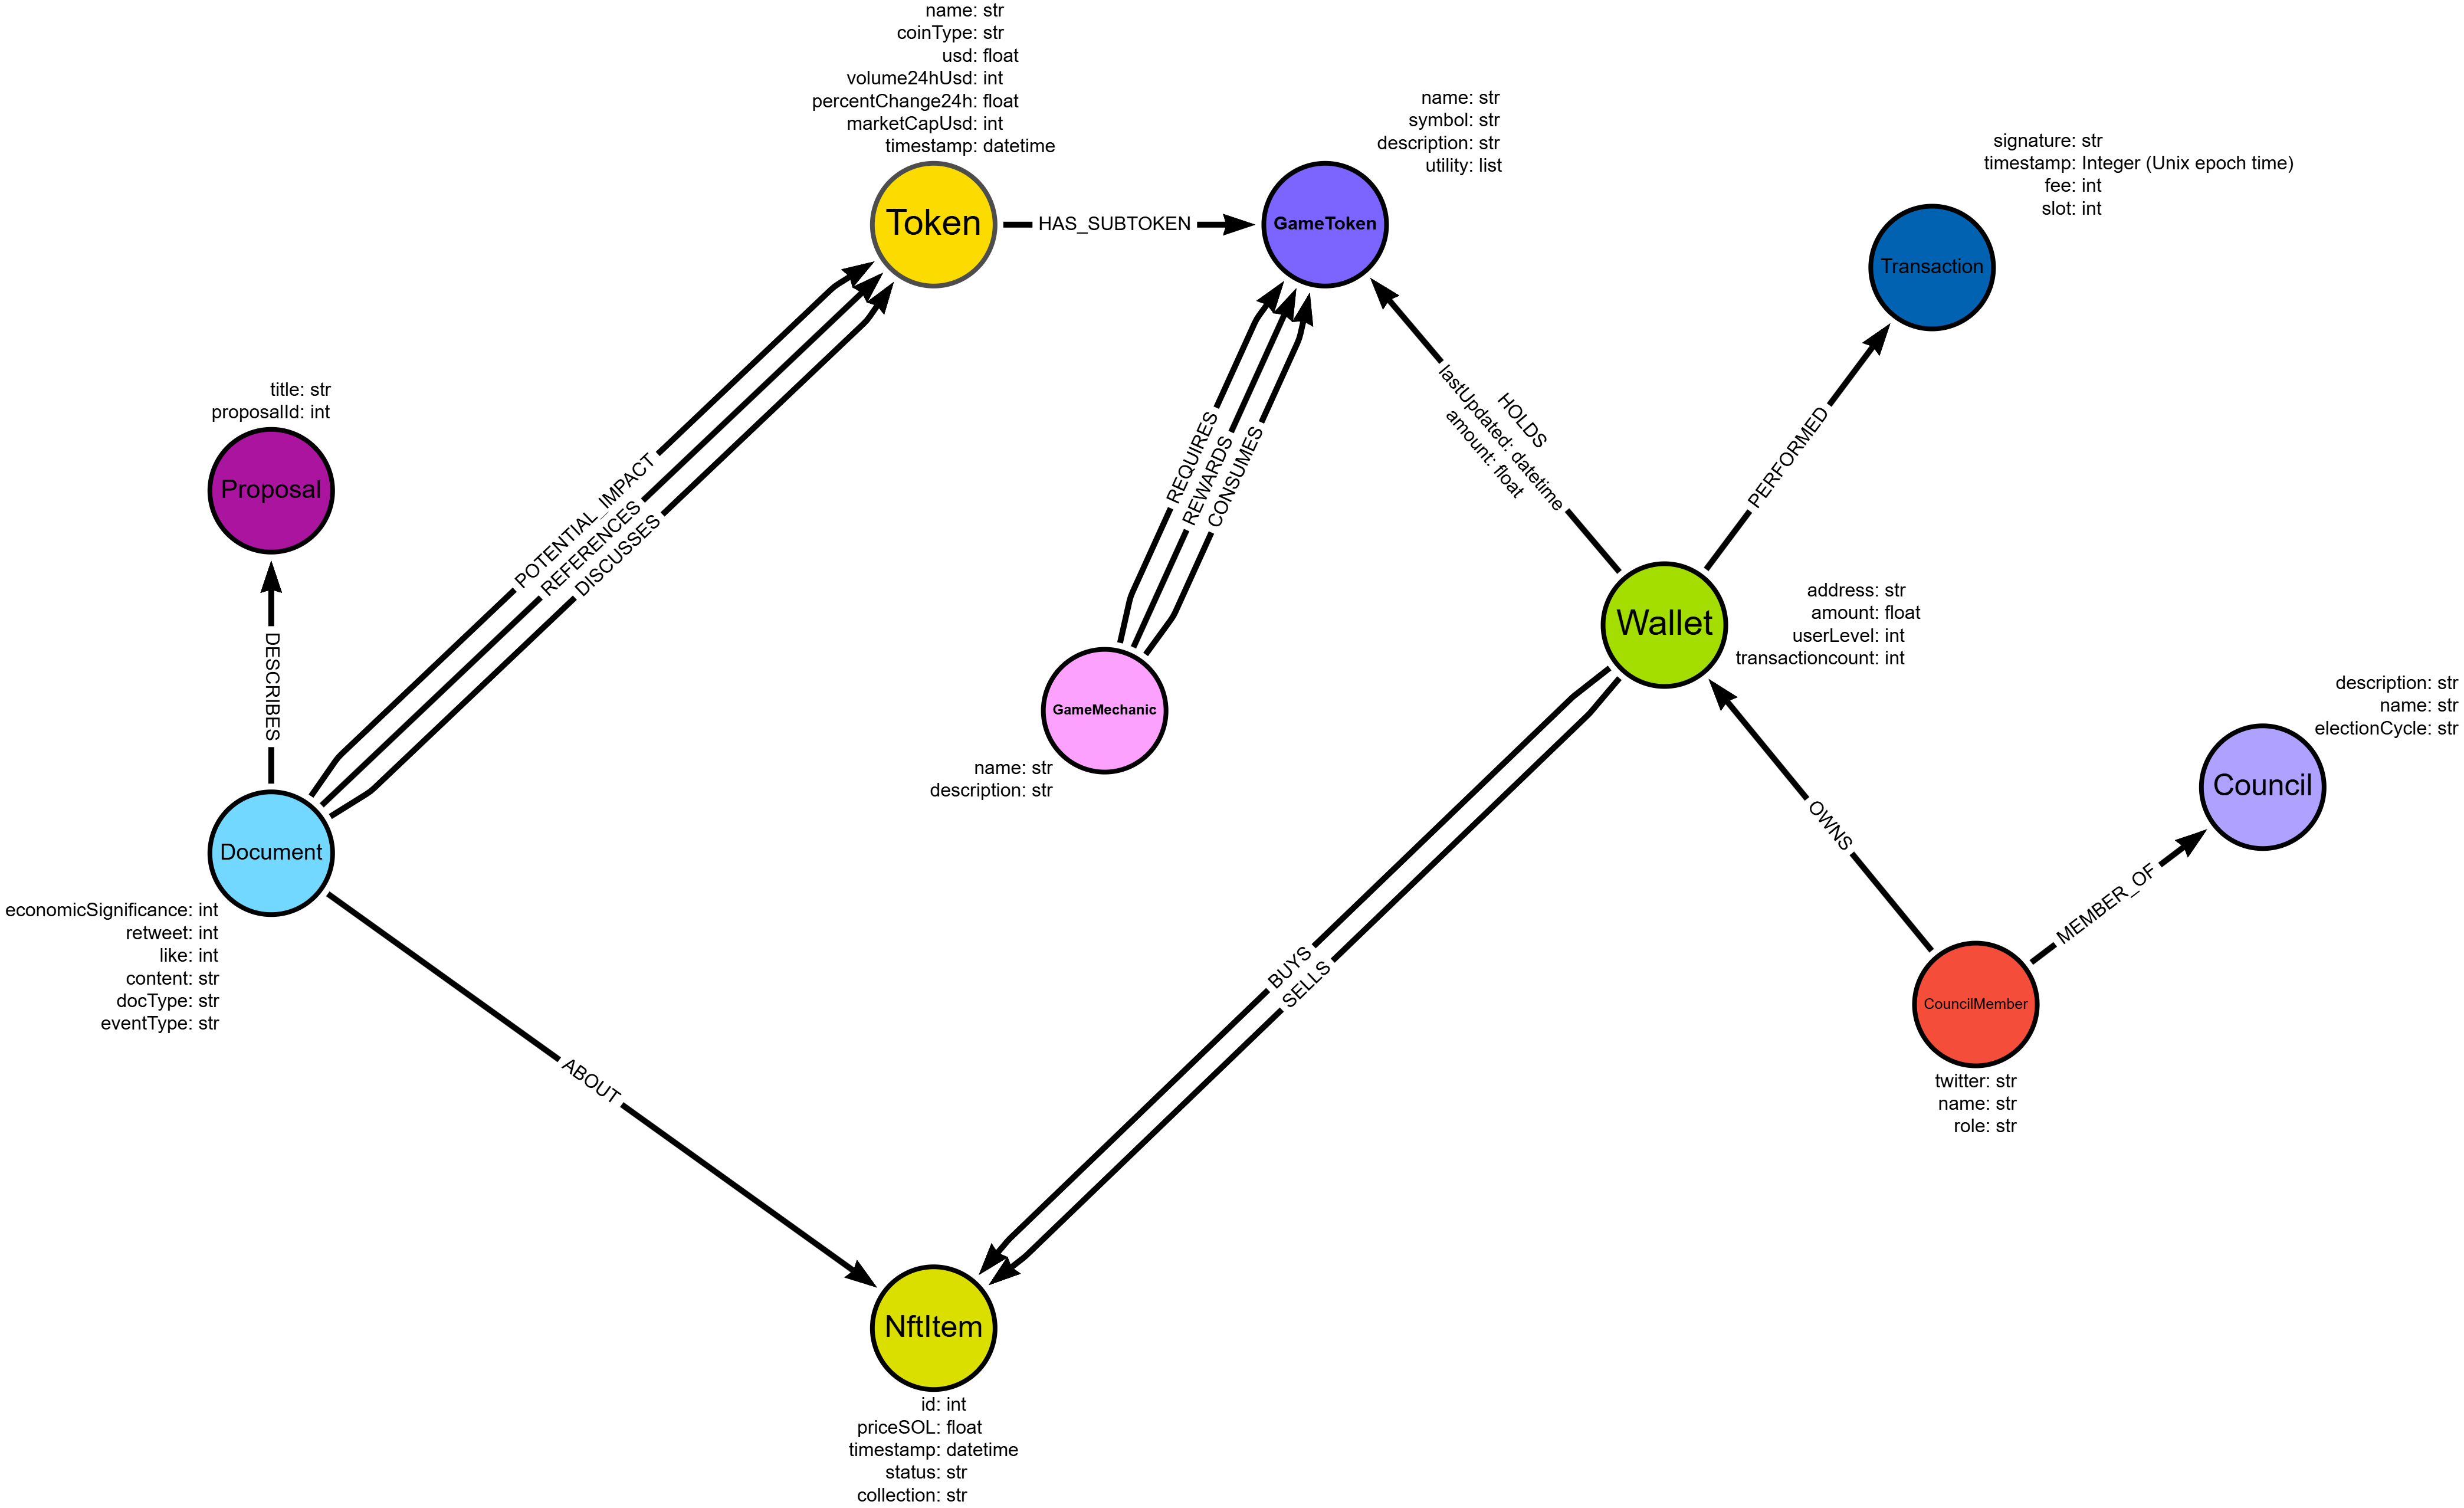 name: str
coinType: str
usd: float
volume24hUsd: int
percentChange24h: float
marketCapUsd: int
timestamp: datetime
Token
HAS_SUBTOKEN
name: str
symbol: str
description: str
utility: list
GameToken
signature: str
timestamp: Integer (Unix epoch time)
fee: int
slot: int
Transaction
title: str
proposalId: int
Proposal
POTENTIAL_IMPACT
REFERENCES
DISCUSSES
REQUIRES
REWARDS
CONSUMES
HOLDS
lastUpdated: datetime
amount: float
PERFORMED
DESCRIBES
Wallet
address: str
amount: float
userLevel: int
transactioncount: int
GameMechanic
name: str
description: str
description: str
name: str
electionCycle: str
Council
OWNS
MEMBER_OF
Document
economicSignificance: int
retweet: int
like: int
content: str
docType: str
eventType: str
BUYS
SELLS
CouncilMember
twitter: str
name: str
role: str
ABOUT
NftItem
id: int
priceSOL: float
timestamp: datetime
status: str
collection: str